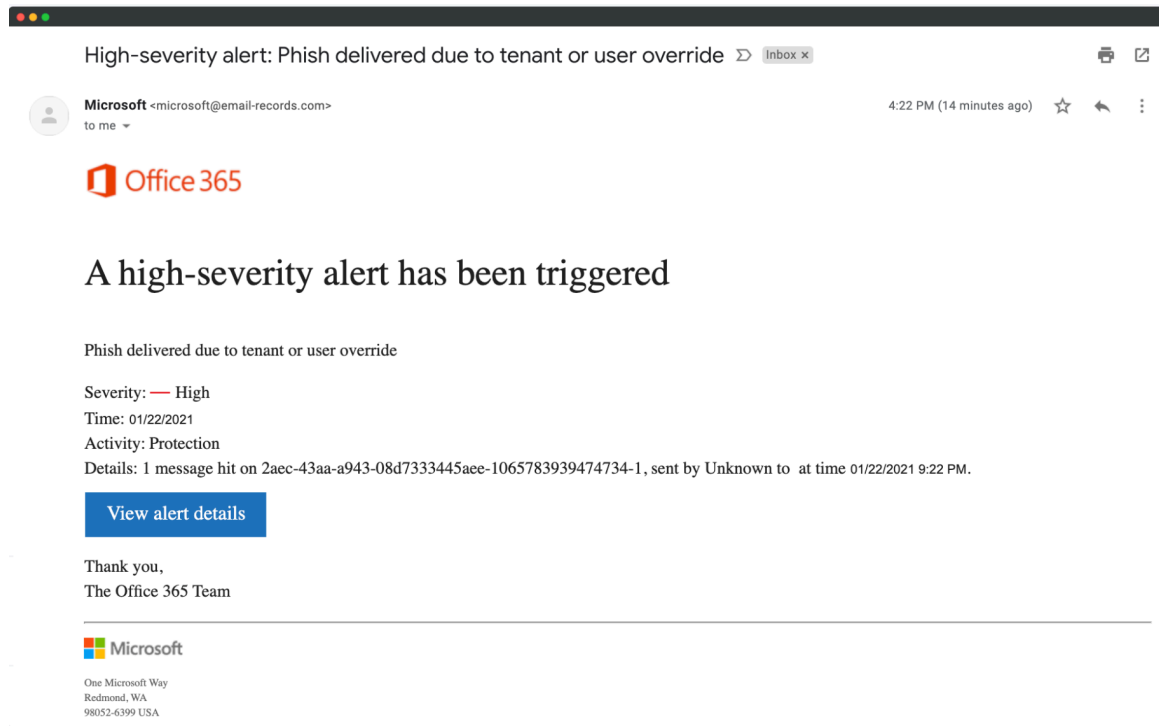 High-severity alert: Phish delivered due to tenant or user override Inbox x
Microsoft <microsoft@email-records.com> 4:22 PM (14 minutes ago)
to me
Office 365
A high-severity alert has been triggered
Phish delivered due to tenant or user override
Severity: — High
Time: 01/22/2021
Activity: Protection
Details: 1 message hit on 2aec-43aa-a943-08d7333445aee-1065783939474734-1, sent by Unknown to  at time 01/22/2021 9:22 PM.
View alert details
Thank you,
The Office 365 Team
Microsoft
One Microsoft Way
Redmond, WA
98052-6399 USA